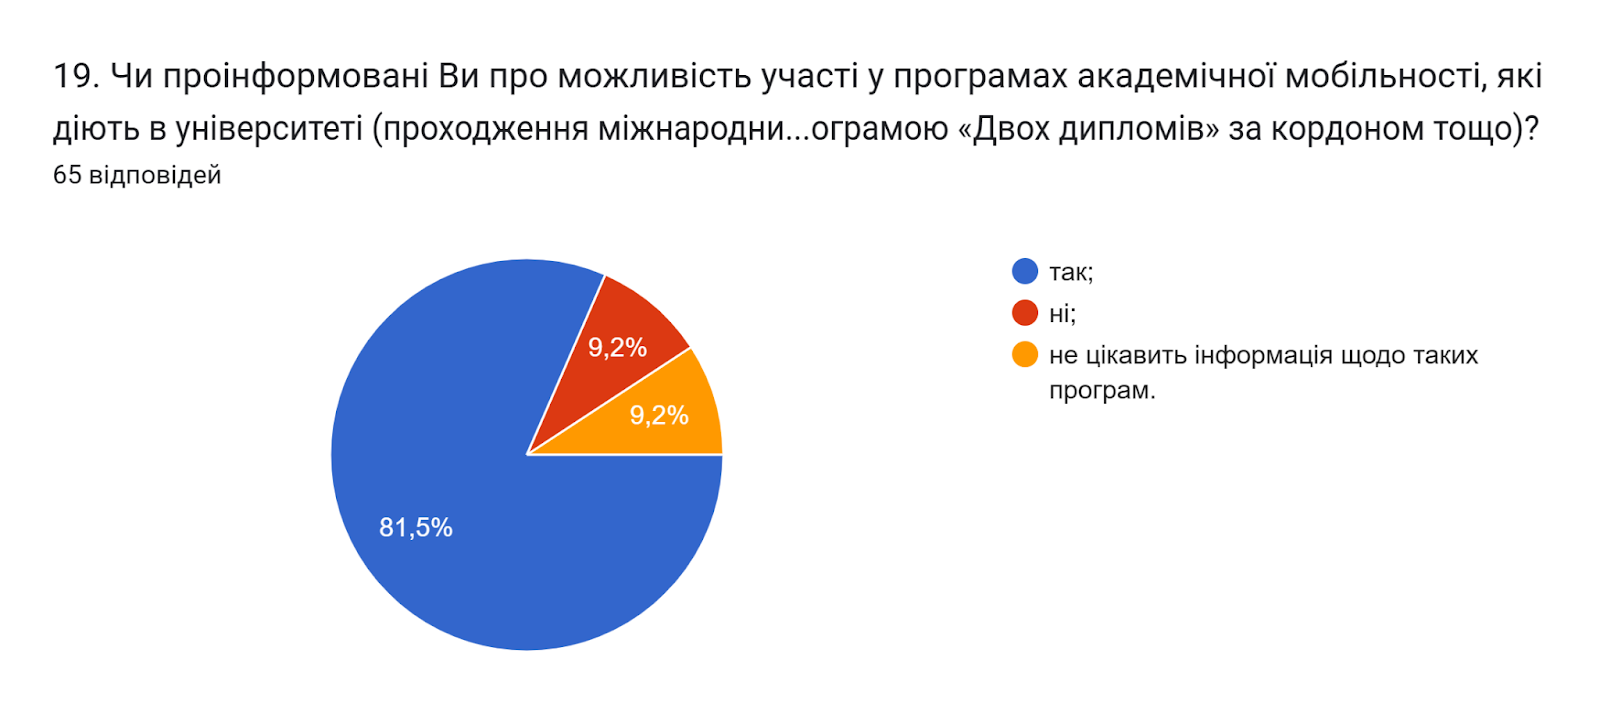 19. Чи проінформовані Ви про можливість участі у програмах академічної мобільності, які
діють в університеті (проходження міжнародни...ограмою «Двох дипломів» за кордоном тощо)?
65 відповідей
так;
ні;
не цікавить інформація щодо таких
програм.
9,2%
9,2%
81,5%